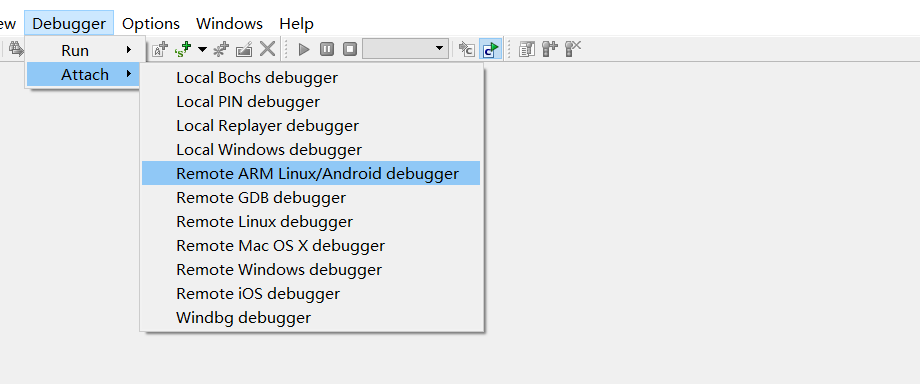 ew Debugger Options Windows Help
Run
Attach
Local Bochs debugger
Local PIN debugger
Local Replayer debugger
Local Windows debugger
Remote ARM Linux/Android debugger
Remote GDB debugger
Remote Linux debugger
Remote Mac OS X debugger
Remote Windows debugger
Remote iOS debugger
Windbg debugger